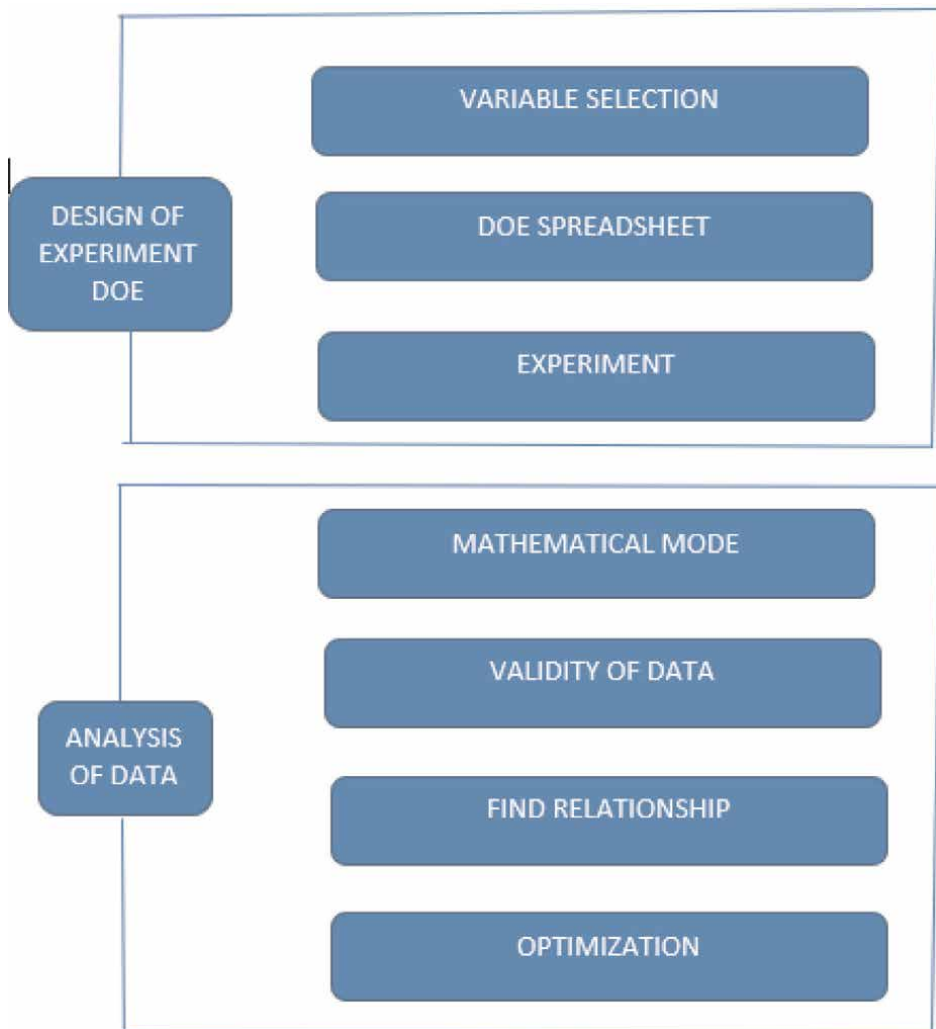 VARIABLE SELECTION
DESIGN OF
EXPERIMENT
DOE
DOE SPREADSHEET
EXPERIMENT
MATHEMATICAL MODE
VALIDITY OF DATA
ANALYSIS
OF DATA
FIND RELATIONSHIP
OPTIMIZATION